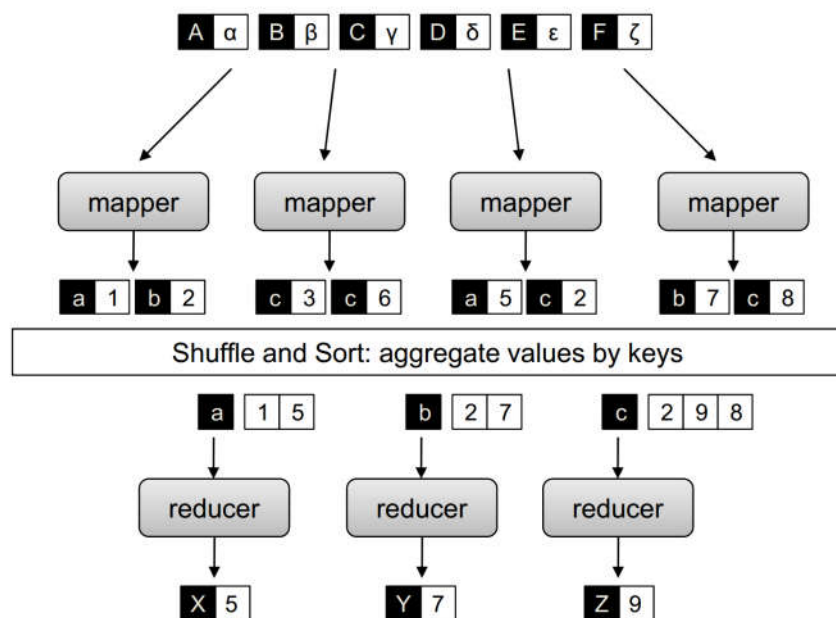 A α B β C γ D δ E ε F ζ
mapper mapper mapper mapper
a 1 b 2 c 3 c 6 a 5 c 2 b 7 c 8
Shuffle and Sort: aggregate values by keys
a 1 5 b 2 7 c 2 9 8
reducer reducer reducer
X 5 Y 7 Z 9